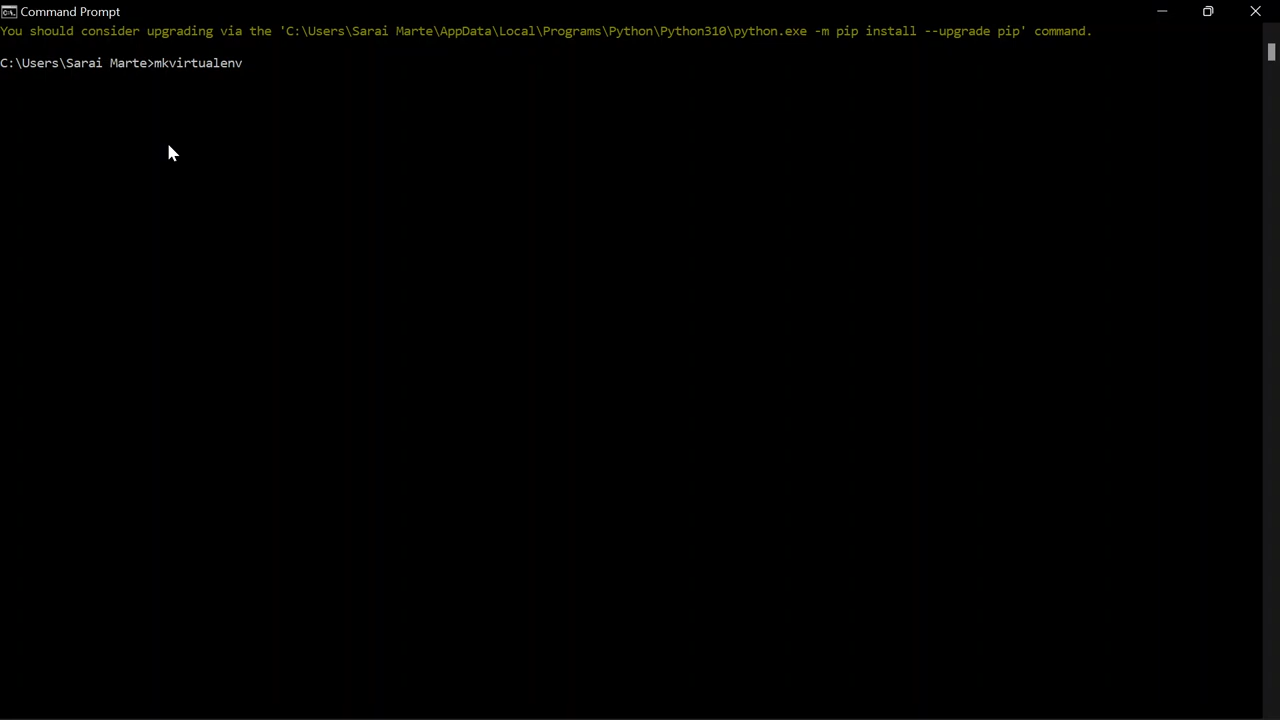 Command Prompt
You should consider upgrading via the 'C:\Users\Sarai Marte\AppData\Local\Programs\Python\Python310\python.exe -m pip install --upgrade pip' command.
C:\Users\Sarai Marte>mkvirtualenv